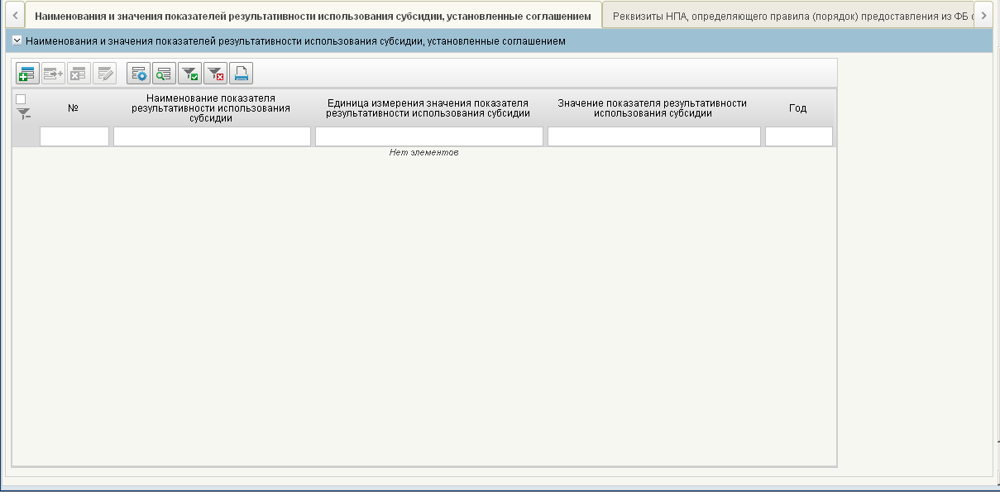 Наименования и значения показателей результативности использования субсидии, установленные соглашением
Реквизиты НПА, определяющего правила (порядок) предоставления из ФБ с
Наименования и значения показателей результативности использования субсидии, установленные соглашением
№
Наименование показателя
результативности использования
субсидии
Единица измерения значения показателя
результативности использования субсидии
Значение показателя результативности
использования субсидии
Год
Нет элементов